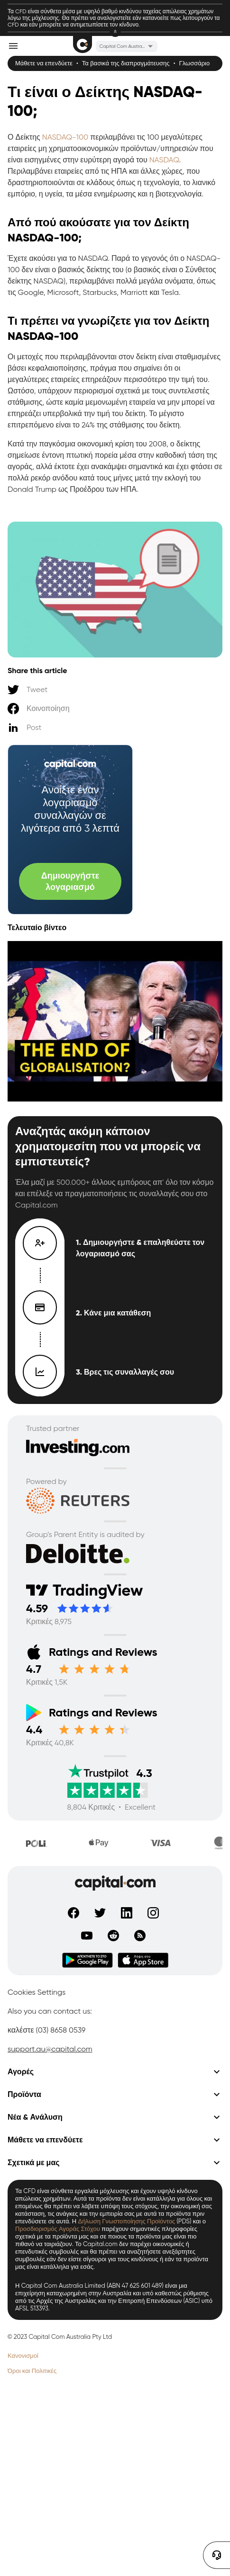 Τα CFD είναι σύνθετα μέσα με υψηλό βαθμό κινδύνου ταχείας απώλειας χρημάτων
λόγω της μόχλευσης. Θα πρέπει να αναλογιστείτε εάν κατανοείτε πως λειτουργούν τα
CFD και εάν μπορείτε να αντιμετωπίσετε τον κίνδυνο.
Capital Com Austral...
Μάθετε να επενδύετε • Τα βασικά της διαπραγμάτευσης • Γλωσσάριο
Τι είναι ο Δείκτης NASDAQ-
100;
Ο Δείκτης NASDAQ-100 περιλαμβάνει τις 100 μεγαλύτερες
εταιρείες μη χρηματοοικονομικών προϊόντων/υπηρεσιών που
είναι εισηγμένες στην ευρύτερη αγορά του NASDAQ.
Περιλαμβάνει εταιρείες από τις ΗΠΑ και άλλες χώρες, που
δραστηριοποιούνται σε κλάδους όπως η τεχνολογία, το λιανικό
εμπόριο, η υγεία, τα μέσα ενημέρωσης και η βιοτεχνολογία.
Από πού ακούσατε για τον Δείκτη
NASDAQ-100;
Έχετε ακούσει για το NASDAQ. Παρά το γεγονός ότι ο NASDAQ-
100 δεν είναι ο βασικός δείκτης του (ο βασικός είναι ο Σύνθετος
δείκτης NASDAQ), περιλαμβάνει πολλά μεγάλα ονόματα, όπως
τις Google, Microsoft, Starbucks, Marriott και Tesla.
Τι πρέπει να γνωρίζετε για τον Δείκτη
NASDAQ-100
Οι μετοχές που περιλαμβάνονται στον δείκτη είναι σταθμισμένες
βάσει κεφαλαιοποίησης, πράγμα που σημαίνει ότι οι
μεγαλύτερες εταιρείες επηρεάζουν περισσότερο την τιμή του.
Ωστόσο, υπάρχουν περιορισμοί σχετικά με τους συντελεστές
στάθμισης, ώστε καμία μεμονωμένη εταιρεία να μην μπορεί να
επηρεάζει υπερβολικά την τιμή του δείκτη. Το μέγιστο
επιτρεπόμενο είναι το 24% της στάθμισης του δείκτη.
Κατά την παγκόσμια οικονομική κρίση του 2008, ο δείκτης
σημείωσε έντονη πτωτική πορεία μέσα στην καθοδική τάση της
αγοράς, αλλά έκτοτε έχει ανακάμψει σημαντικά και έχει φτάσει σε
πολλά ρεκόρ ανόδου κατά τους μήνες μετά την εκλογή του
Donald Trump ως Προέδρου των ΗΠΑ.
Share this article
Tweet
Κοινοποίηση
Post
capital.com
Ανοίξτε έναν
λογαριασμό
συναλλαγών σε
λιγότερο από 3 λεπτά
Δημιουργήστε
λογαριασμό
Τελευταίο βίντεο
THE END OF
GLOBALISATION?
Αναζητάς ακόμη κάποιον
χρηματομεσίτη που να μπορείς να
εμπιστευτείς?
Έλα μαζί με 500.000+ άλλους εμπόρους απ' όλο τον κόσμο
και επέλεξε να πραγματοποιήσεις τις συναλλαγές σου στο
Capital.com
1. Δημιουργήστε & επαληθεύστε τον
λογαριασμό σας
2. Κάνε μια κατάθεση
3. Βρες τις συναλλαγές σου
Trusted partner
Investing.com
Powered by
REUTERS
Group's Parent Entity is audited by
Deloitte.
TradingView
4.59
Κριτικές 8,975
Ratings and Reviews
4.7
Κριτικές 1,5K
Ratings and Reviews
4.4
Κριτικές 40,8K
Trustpilot 4.3
8,804 Κριτικές • Excellent
POLi
Pay
VISA
capital.com
ΑΠΟΚΤΗΣΤΕ ΤΟ ΣΤΟ
Google Play
App Store
Cookies Settings
Also you can contact us:
καλέστε (03) 8658 0539
support.au@capital.com
Αγορές
Προϊόντα
Νέα & Ανάλυση
Μάθετε να επενδύετε
Σχετικά με μας
Τα CFD είναι σύνθετα εργαλεία μόχλευσης και έχουν υψηλό κίνδυνο
απώλειας χρημάτων. Αυτά τα προϊόντα δεν είναι κατάλληλα για όλους και
επομένως θα πρέπει να λάβετε υπόψη τους στόχους, την οικονομική σας
κατάσταση, τις ανάγκες και την εμπειρία σας με αυτά τα προϊόντα πριν
επενδύσετε σε αυτά. Η Δήλωση Γνωστοποίησης Προϊόντος (PDS) και ο
Προσδιορισμός Αγοράς Στόχου παρέχουν σημαντικές πληροφορίες
σχετικά με τα προϊόντα μας και σε ποιον αυτά τα προϊόντα μας είναι πιο
πιθανό να ταιριάζουν. Το Capital.com δεν παρέχει οικονομικές ή
επενδυτικές συμβουλές και θα πρέπει να αναζητήσετε ανεξάρτητες
συμβουλές εάν δεν είστε σίγουροι για τους κινδύνους ή εάν τα προϊόντα
μας είναι κατάλληλα για εσάς.
Η Capital Com Australia Limited (ABN 47 625 601 489) είναι μια
επιχείρηση καταχωρημένη στην Αυστραλία και υπό καθεστώς ρύθμισης
από τις Αρχές της Αυστραλίας και την Επιτροπή Επενδύσεων (ASIC) υπό
AFSL 513393.
© 2023 Capital Com Australia Pty Ltd
Κανονισμοί
Όροι και Πολιτικές